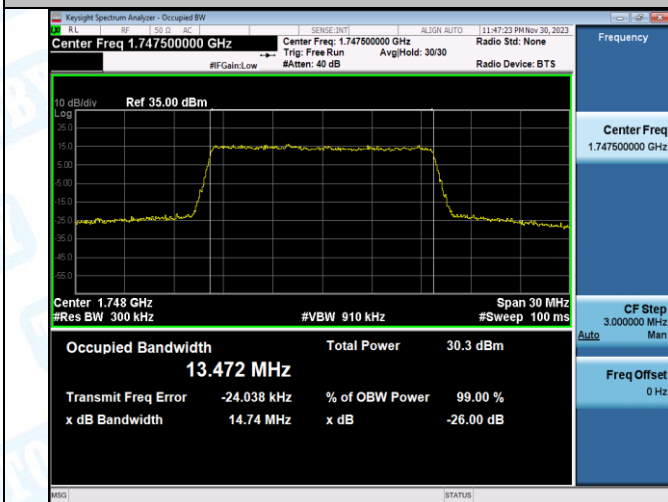 Keysight Spectrum Analyzer - Occupied BW
RL RF 50 Ω AC SENSE:INT ALIGN AUTO 11:47:23 PM Nov 30, 2023
Center Freq 1.747500000 GHz
Center Freq: 1.747500000 GHz
Radio Std: None
Trig: Free Run Avg|Hold: 30/30
#IFGain:Low #Atten: 40 dB Radio Device: BTS
10 dB/div Ref 35.00 dBm
Log
25.0
15.0
5.00
-5.00
-15.0
-25.0
-35.0
-45.0
-55.0
Center 1.748 GHz Span 30 MHz
#Res BW 300 kHz #VBW 910 kHz #Sweep 100 ms
Occupied Bandwidth Total Power 30.3 dBm
13.472 MHz
Transmit Freq Error -24.038 kHz % of OBW Power 99.00 %
x dB Bandwidth 14.74 MHz x dB -26.00 dB
MSG STATUS
Frequency
Center Freq
1.747500000 GHz
CF Step
3.000000 MHz
Auto Man
Freq Offset
0 Hz